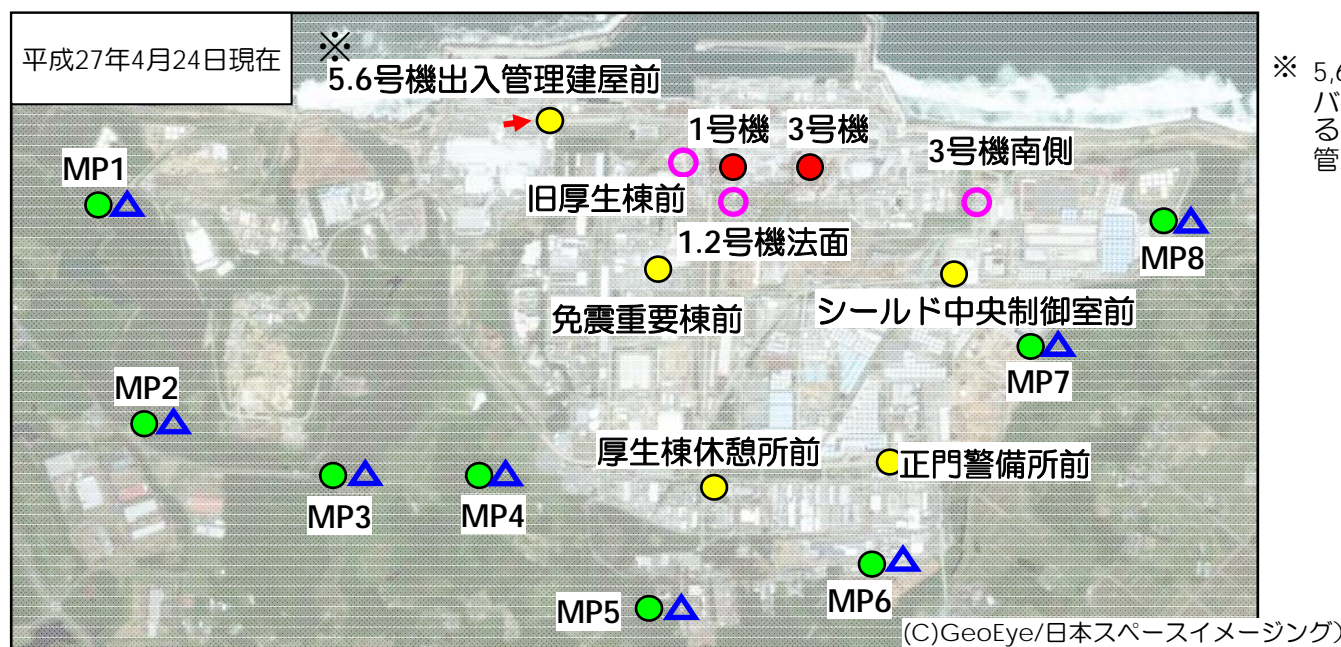 平成27年4月24日現在
※
5.6号機出入管理建屋前
※ 5,6
バ
る
管
1号機
3号機
3号機南側
MP1
旧厚生棟前
1.2号機法面
MP8
免震重要棟前
シールド中央制御室前
MP7
MP2
厚生棟休憩所前
正門警備所前
MP3
MP4
MP5
MP6
(C)GeoEye/日本スペースイメージング)